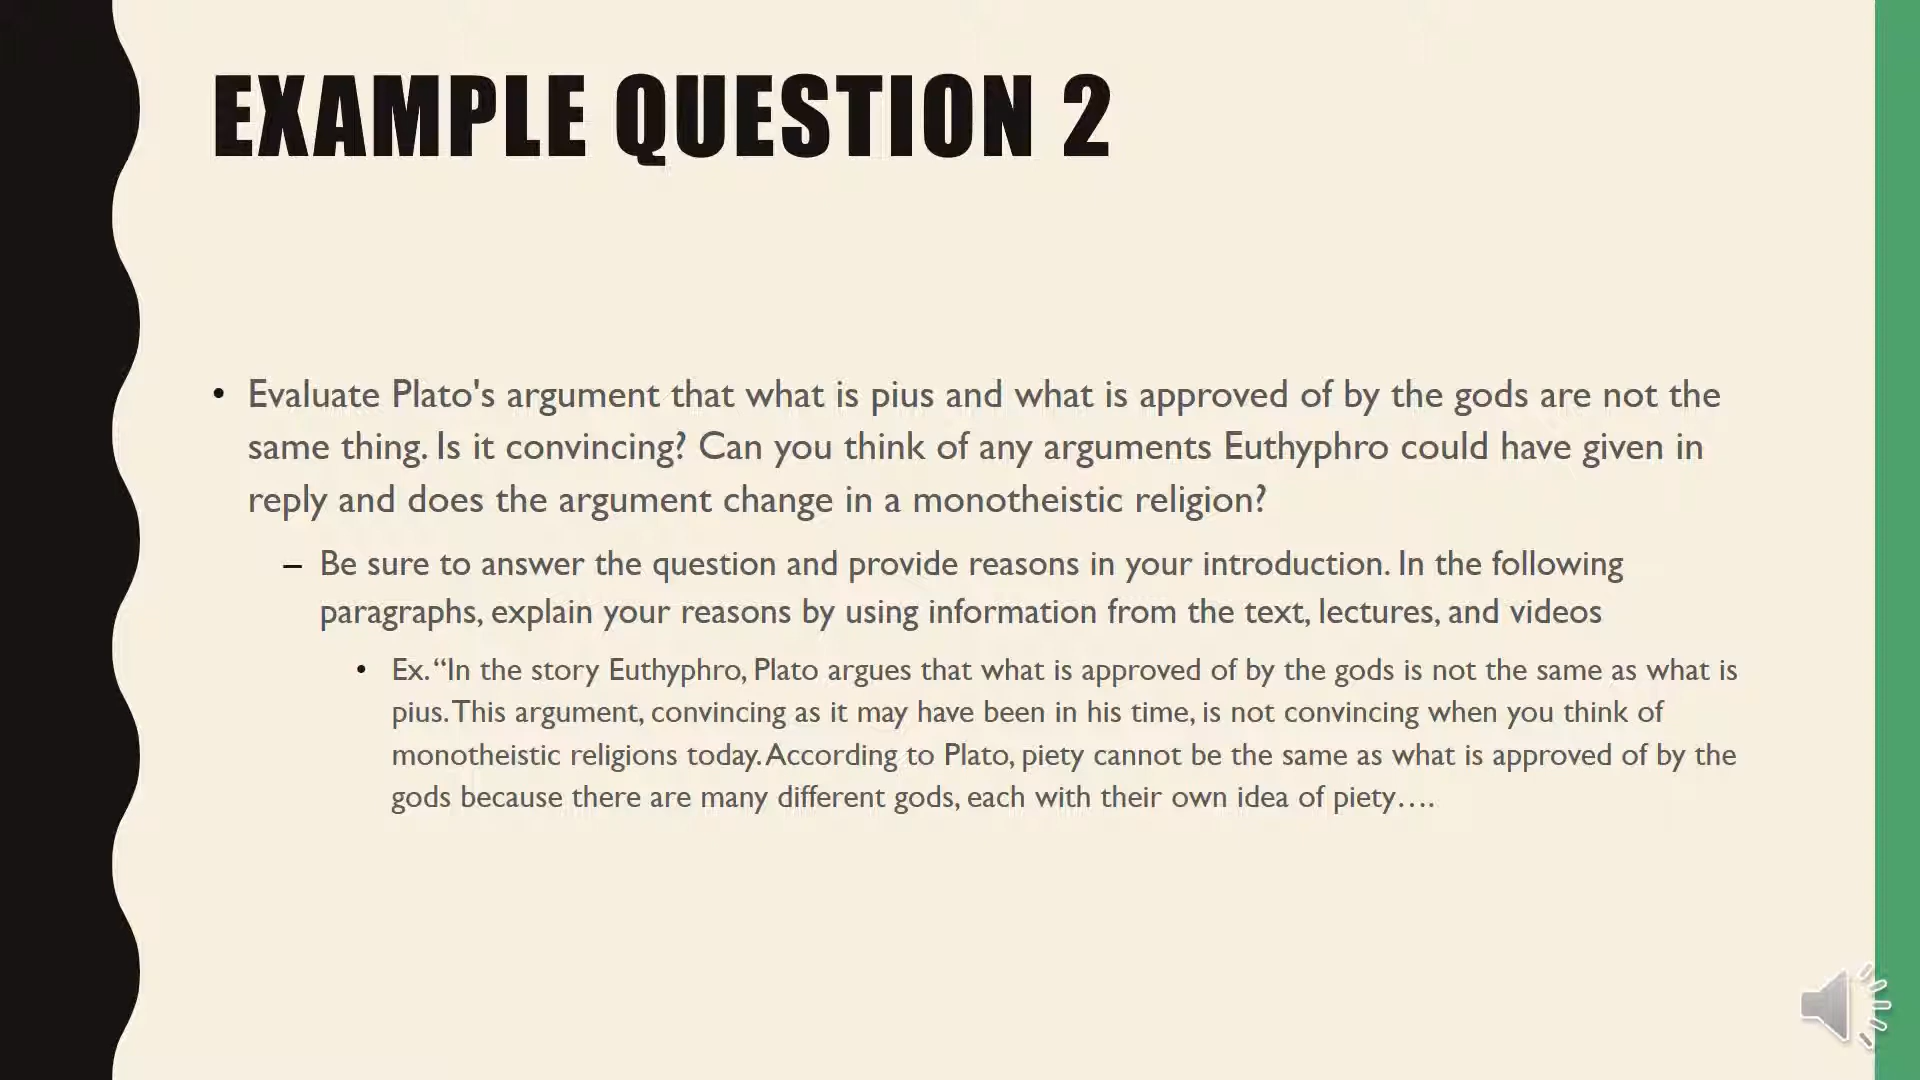 EXAMPLE QUESTION 2
• Evaluate Plato's argument that what is pius and what is approved of by the gods are not the
same thing. Is it convincing? Can you think of any arguments Euthyphro could have given in
reply and does the argument change in a monotheistic religion?
– Be sure to answer the question and provide reasons in your introduction. In the following
paragraphs, explain your reasons by using information from the text, lectures, and videos
• Ex. “In the story Euthyphro, Plato argues that what is approved of by the gods is not the same as what is
pius. This argument, convincing as it may have been in his time, is not convincing when you think of
monotheistic religions today. According to Plato, piety cannot be the same as what is approved of by the
gods because there are many different gods, each with their own idea of piety….